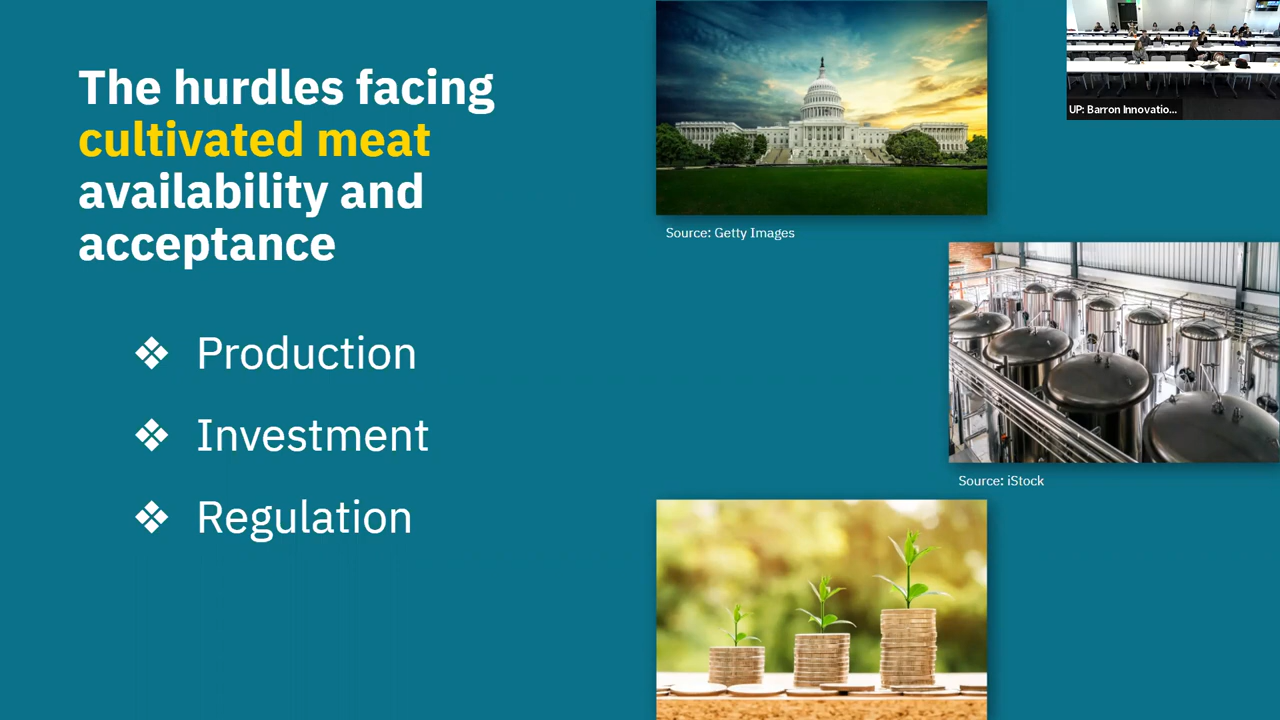 The hurdles facing
cultivated meat
availability and
acceptance
❖ Production
❖ Investment
❖ Regulation
Source: Getty Images
UP: Barron Innovatio...
Source: iStock